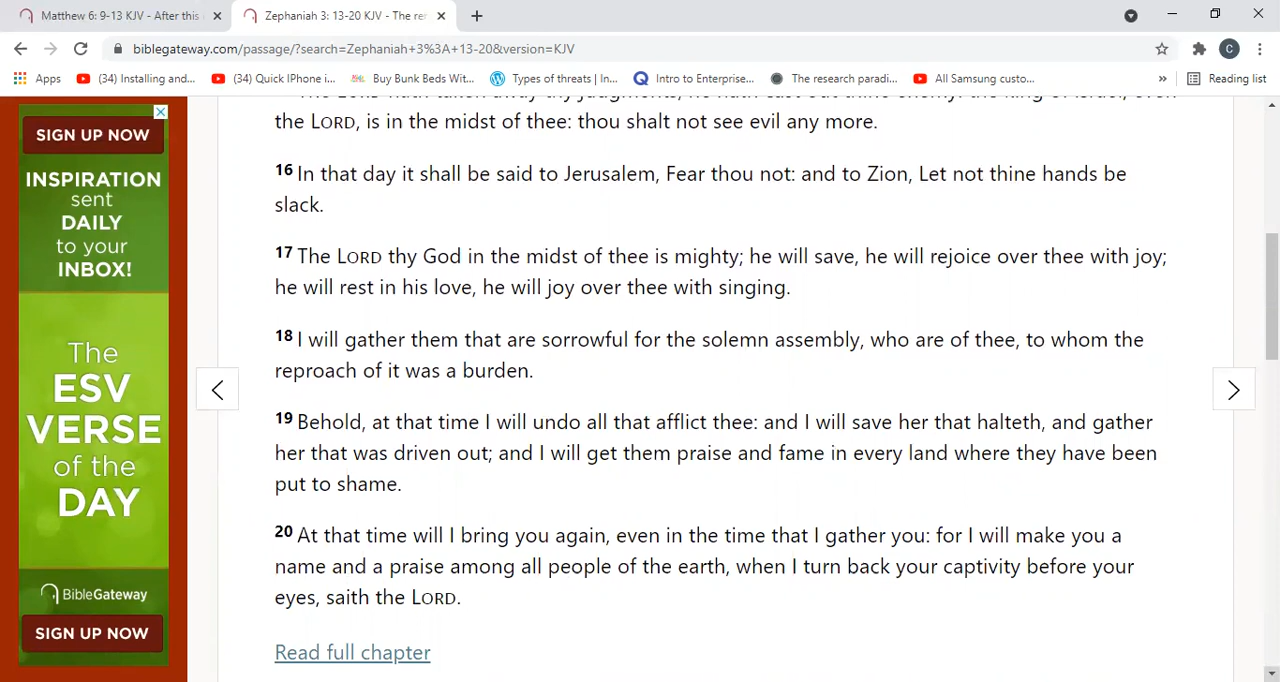 Matthew 6: 9-13 KJV - After this
Zephaniah 3: 13-20 KJV - The re
biblegateway.com/passage/?search=Zephaniah+3%3A+13-20&version=KJV
C
Apps
(34) Installing and...
(34) Quick IPhone i...
Buy Bunk Beds Wit...
Types of threats | In...
Intro to Enterprise...
The research paradi...
All Samsung custo...
»
Reading list
SIGN UP NOW
INSPIRATION
sent
DAILY
to your
INBOX!
The
ESV
VERSE
of the
DAY
BibleGateway
SIGN UP NOW
The LORD hath taken away thy judgments, he hath cast out thine enemy: the king of Israel, even
the LORD, is in the midst of thee: thou shalt not see evil any more.
16 In that day it shall be said to Jerusalem, Fear thou not: and to Zion, Let not thine hands be
slack.
17 The LORD thy God in the midst of thee is mighty; he will save, he will rejoice over thee with joy;
he will rest in his love, he will joy over thee with singing.
18 I will gather them that are sorrowful for the solemn assembly, who are of thee, to whom the
reproach of it was a burden.
19 Behold, at that time I will undo all that afflict thee: and I will save her that halteth, and gather
her that was driven out; and I will get them praise and fame in every land where they have been
put to shame.
20 At that time will I bring you again, even in the time that I gather you: for I will make you a
name and a praise among all people of the earth, when I turn back your captivity before your
eyes, saith the LORD.
Read full chapter